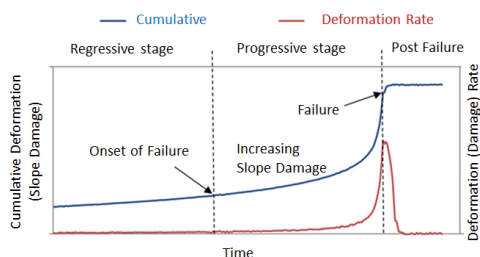 Cumulative
Deformation Rate
Regressive stage
Progressive stage
Post Failure
Cumulative Deformation
(Slope Damage)
Onset of Failure
Increasing
Slope Damage
Failure
Deformation (Damage) Rate
Time